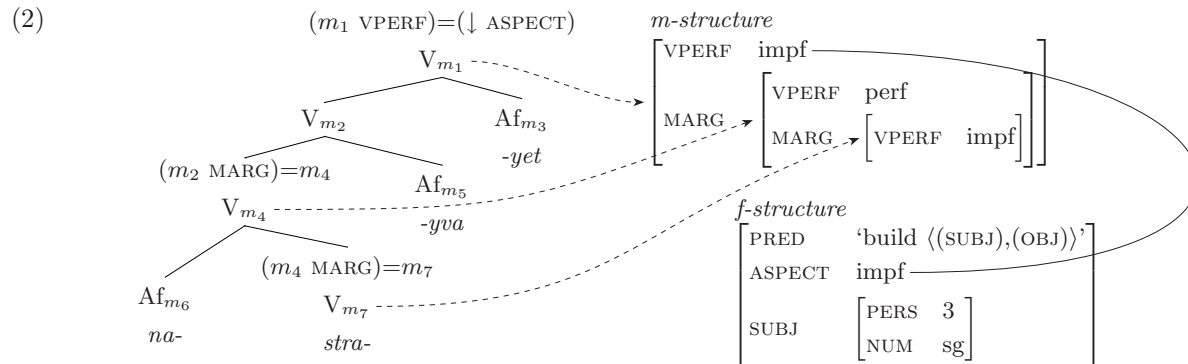 (2)
(m₁ VPERF)=(↓ ASPECT)
V_m₁
V_m₂
Af_m₃
-yet
(m₂ MARG)=m₄
V_m₄
Af_m₅
-yva
(m₄ MARG)=m₇
Af_m₆
na-
V_m₇
stra-
m-structure
VPERF impf
MARG
VPERF perf
MARG [VPERF impf]
f-structure
PRED ‘build ⟨(SUBJ),(OBJ)⟩’
ASPECT impf
SUBJ
PERS 3
NUM sg